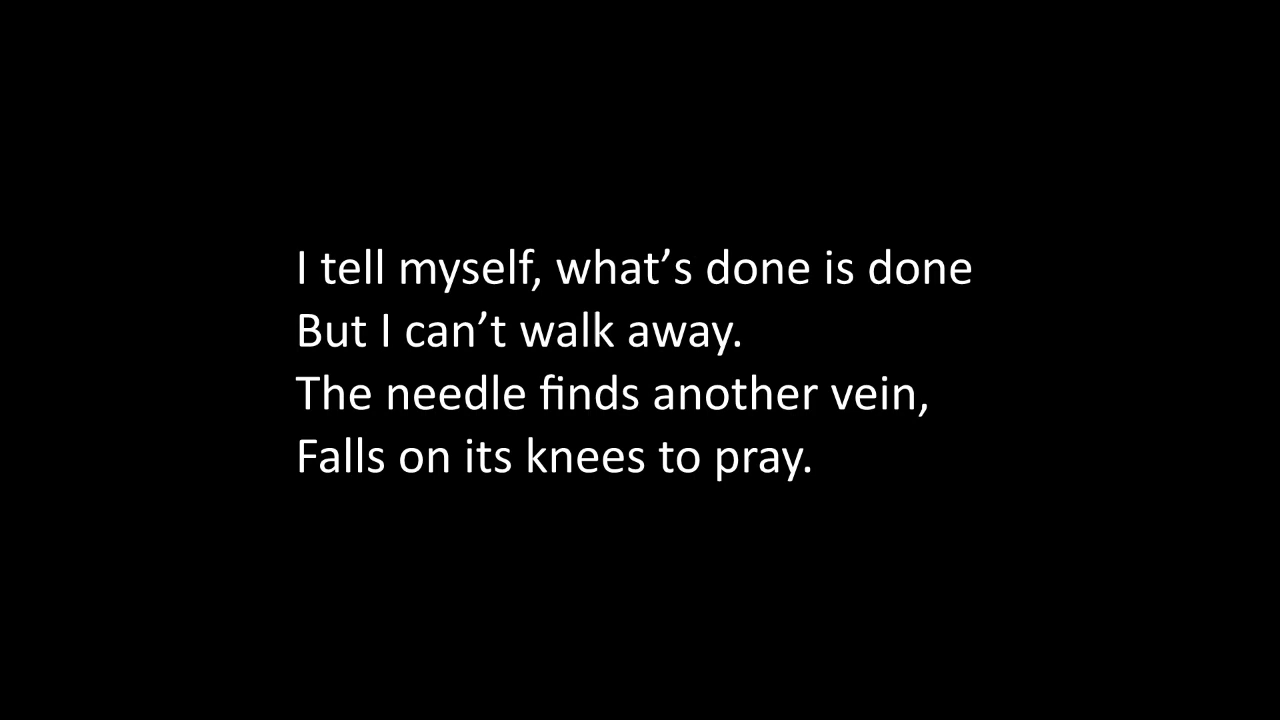 I tell myself, what’s done is done
But I can’t walk away.
The needle finds another vein,
Falls on its knees to pray.